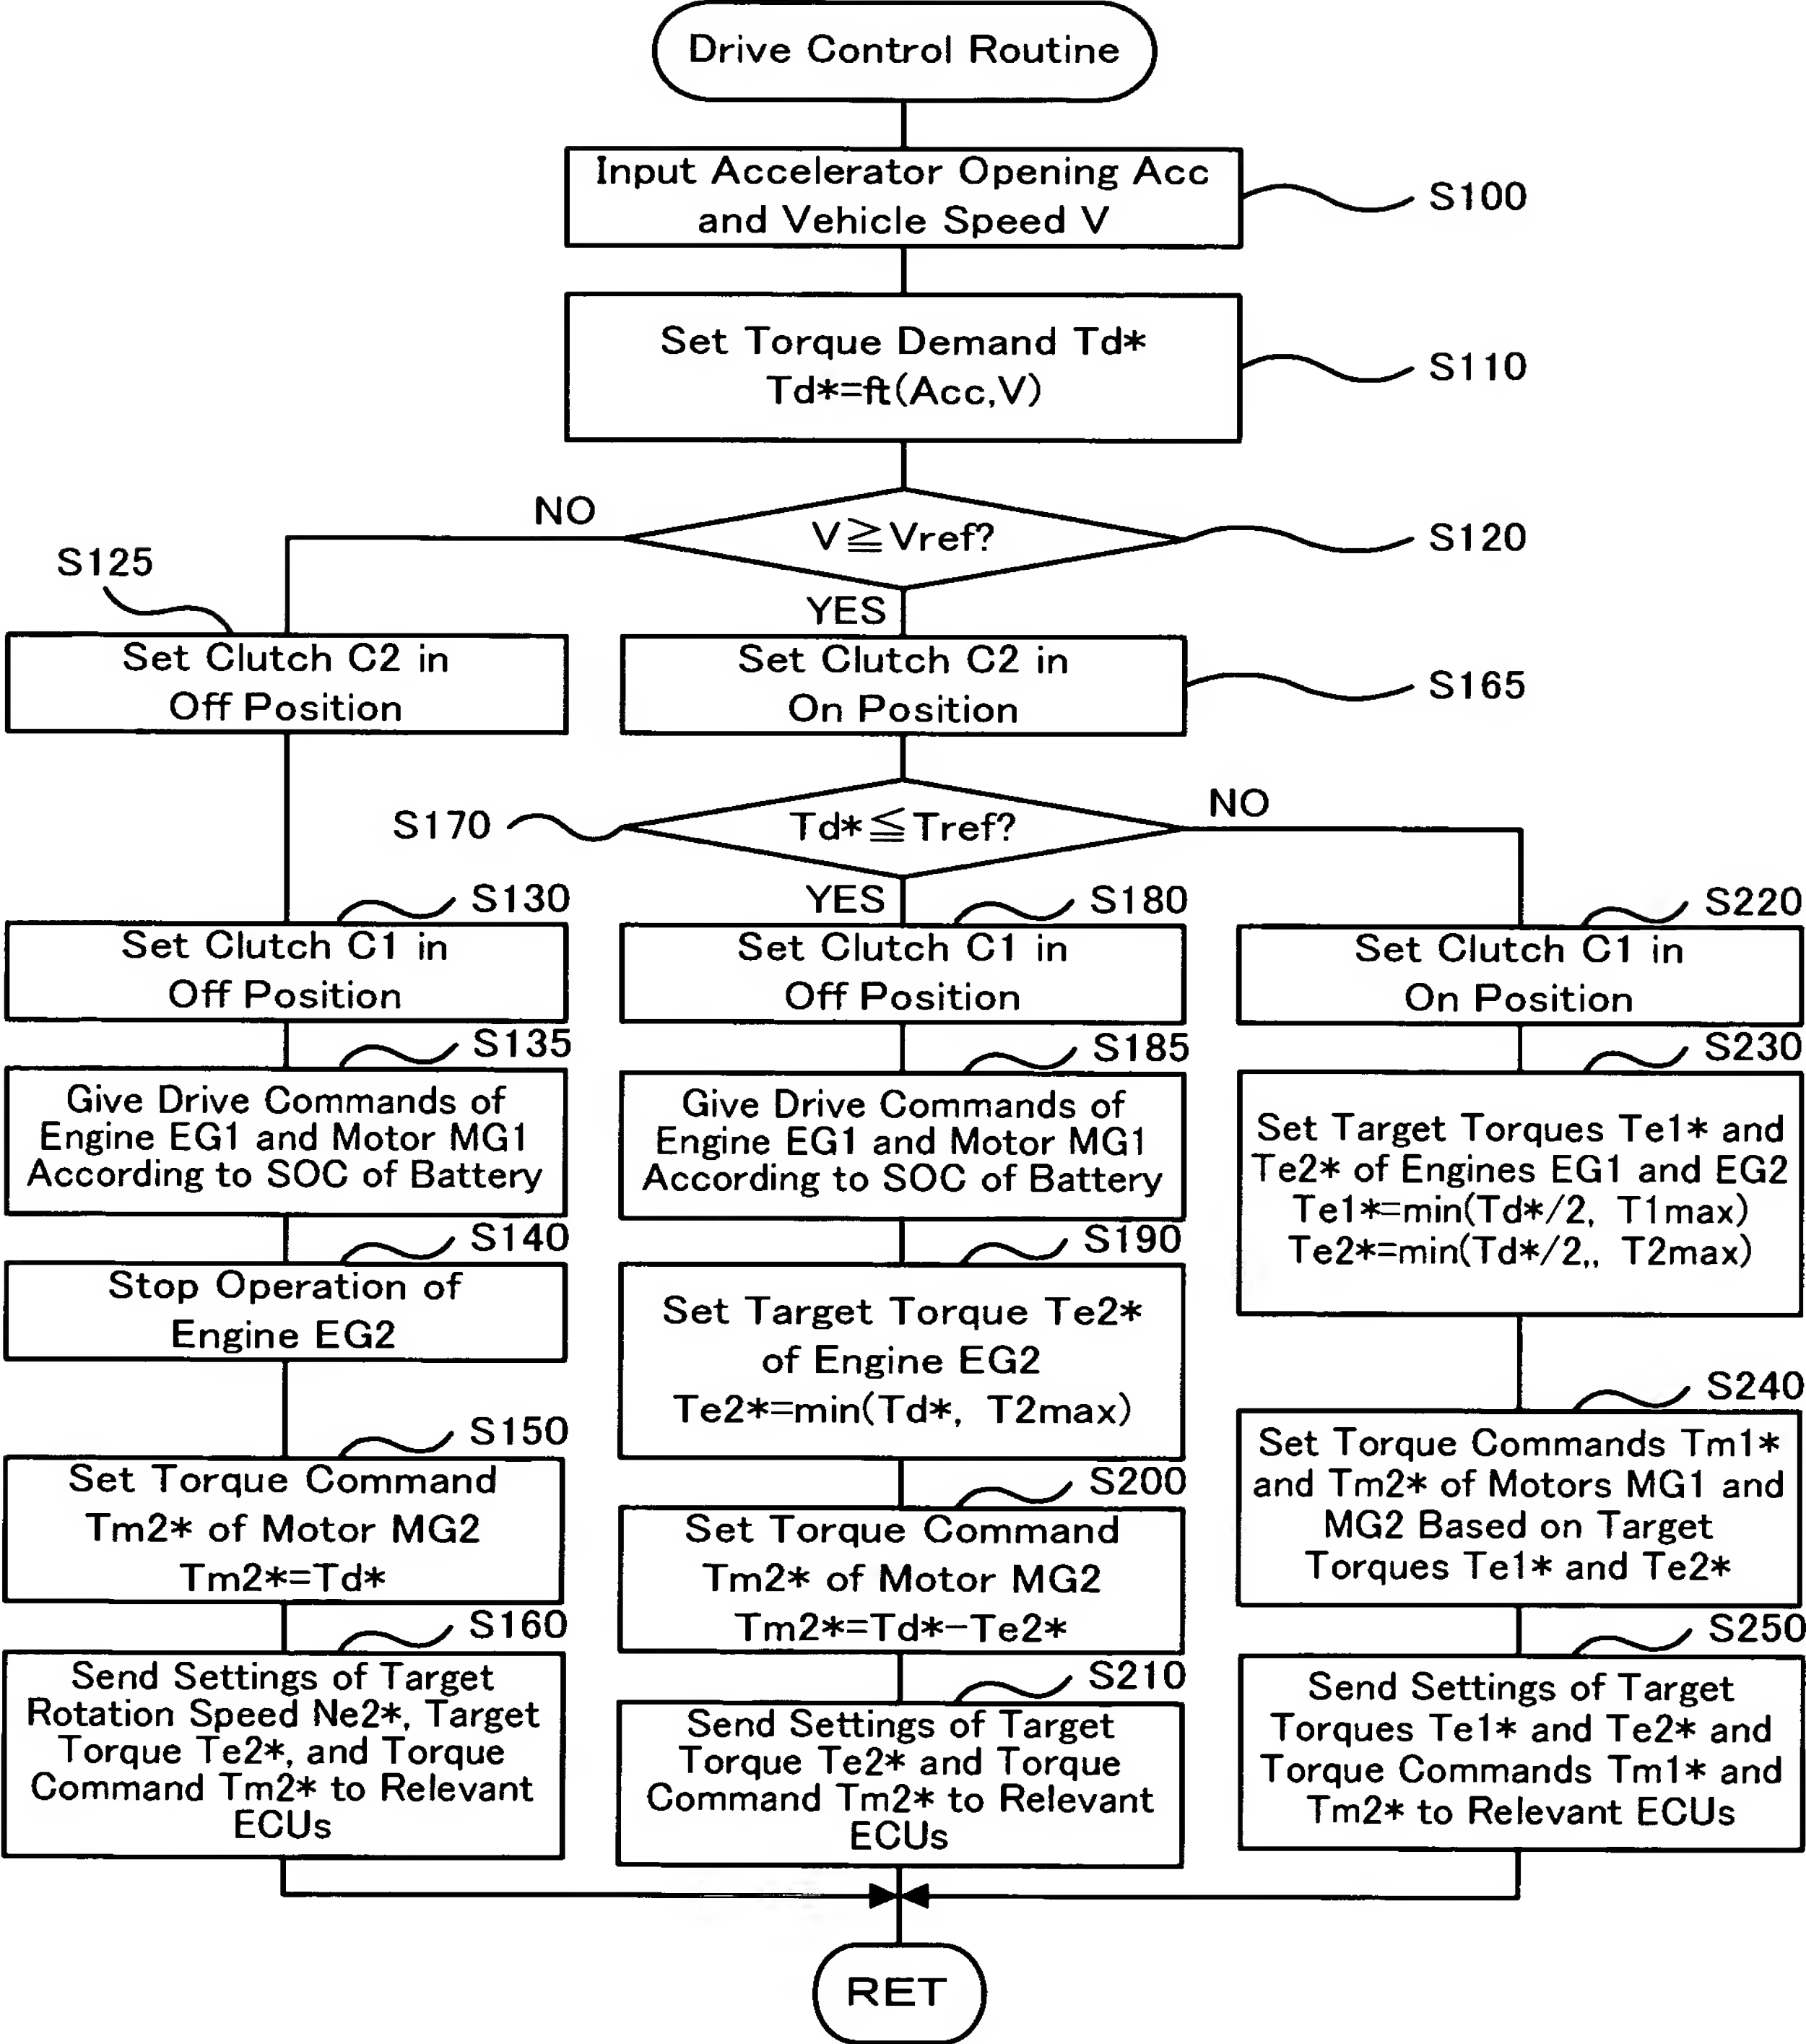 Drive Control Routine
Input Accelerator Opening Acc
and Vehicle Speed V
S100
Set Torque Demand Td*
Td*=ft(Acc,V)
S110
V≧Vref?
S120
NO
YES
S125
Set Clutch C2 in
Off Position
Set Clutch C2 in
On Position
S165
S170
Td*≦Tref?
NO
YES
S130
Set Clutch C1 in
Off Position
S135
Give Drive Commands of
Engine EG1 and Motor MG1
According to SOC of Battery
S140
Stop Operation of
Engine EG2
S150
Set Torque Command
Tm2* of Motor MG2
Tm2*=Td*
S160
Send Settings of Target
Rotation Speed Ne2*, Target
Torque Te2*, and Torque
Command Tm2* to Relevant
ECUs
S180
Set Clutch C1 in
Off Position
S185
Give Drive Commands of
Engine EG1 and Motor MG1
According to SOC of Battery
S190
Set Target Torque Te2*
of Engine EG2
Te2*=min(Td*, T2max)
S200
Set Torque Command
Tm2* of Motor MG2
Tm2*=Td*−Te2*
S210
Send Settings of Target
Torque Te2* and Torque
Command Tm2* to Relevant
ECUs
S220
Set Clutch C1 in
On Position
S230
Set Target Torques Te1* and
Te2* of Engines EG1 and EG2
Te1*=min(Td*/2, T1max)
Te2*=min(Td*/2,, T2max)
S240
Set Torque Commands Tm1*
and Tm2* of Motors MG1 and
MG2 Based on Target
Torques Te1* and Te2*
S250
Send Settings of Target
Torques Te1* and Te2* and
Torque Commands Tm1* and
Tm2* to Relevant ECUs
RET